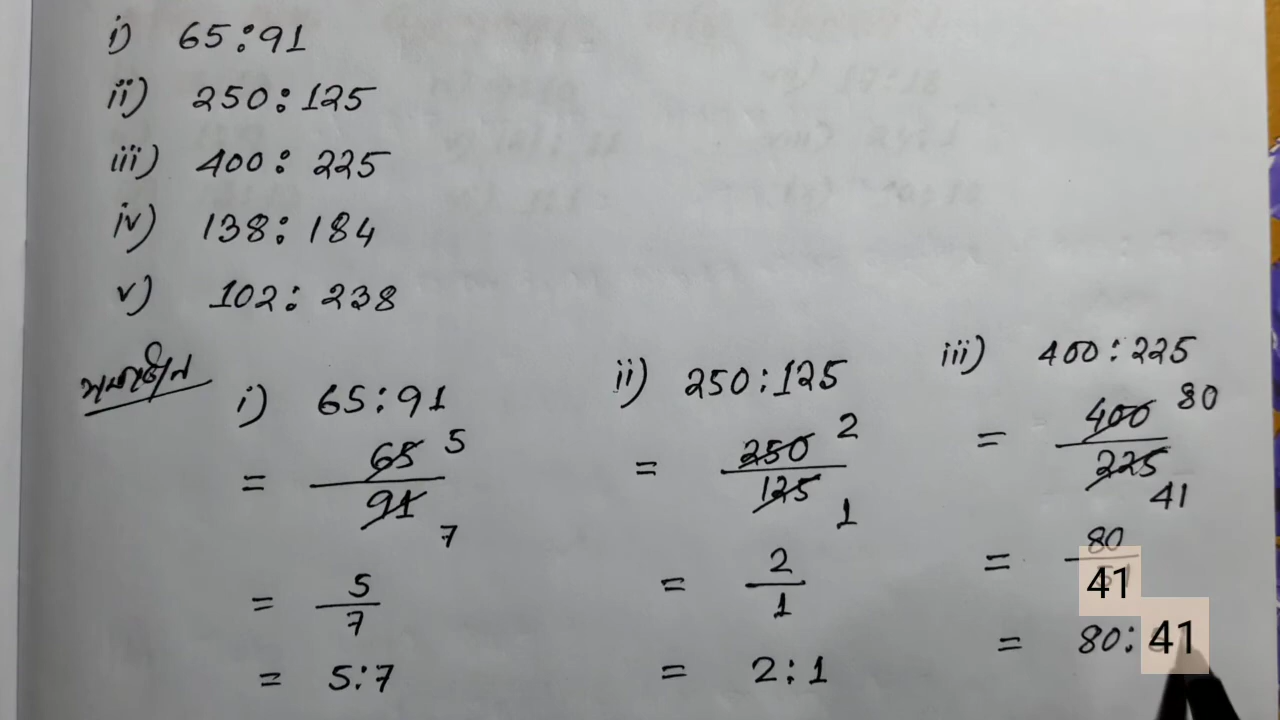 i) 65:91
ii) 250:125
iii) 400: 225
iv) 138: 184
v) 102: 238
সমাধান
i) 65:91
= 65/91 5 7
= 5/7
= 5:7
ii) 250:125
= 250/125 2 1
= 2/1
= 2:1
iii) 400:225
= 400/225 80 41
= 80/41
= 80:41